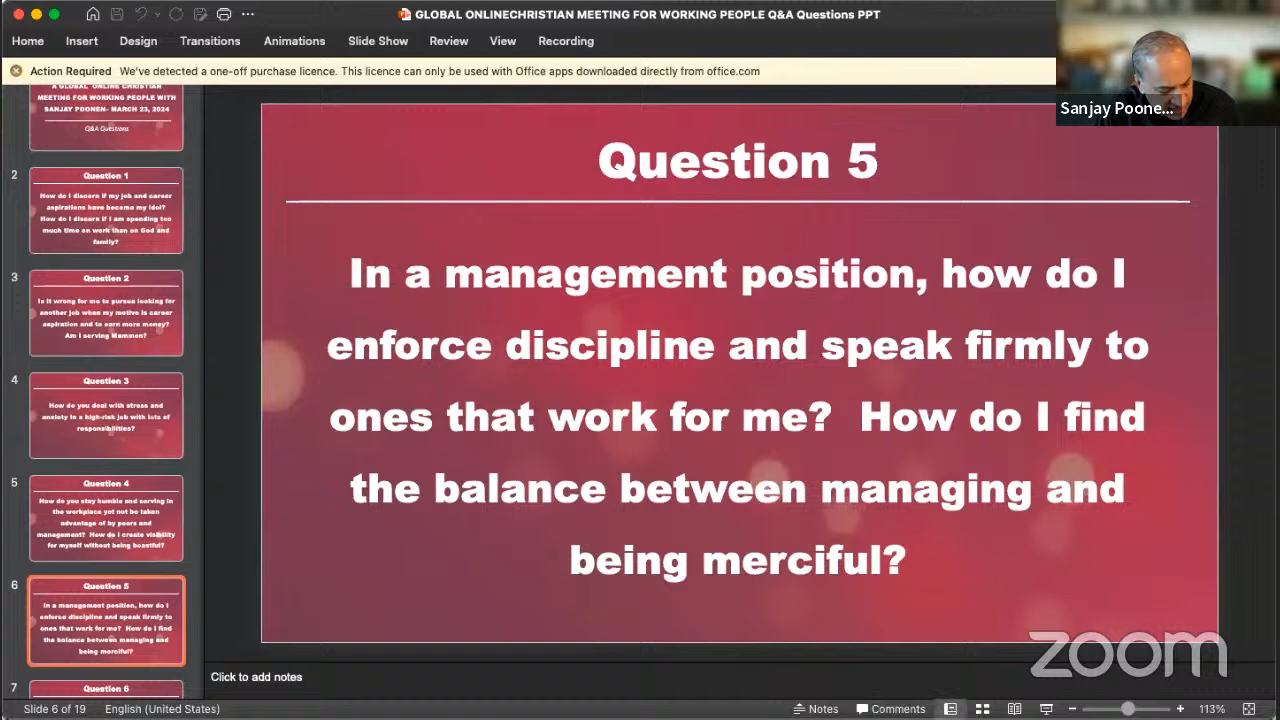 GLOBAL ONLINECHRISTIAN MEETING FOR WORKING PEOPLE Q&A Questions PPT
Home Insert Design Transitions Animations Slide Show Review View Recording
Action Required We've detected a one-off purchase licence. This licence can only be used with Office apps downloaded directly from office.com
Sanjay Poone...
A GLOBAL ONLINE CHRISTIAN
MEETING FOR WORKING PEOPLE WITH
SANJAY POONEN- MARCH 23, 2024
Q&A Questions
2
Question 1
How do I discern if my job and career
aspirations have become my idol?
How do I discern if I am spending too
much time on work than on God and
family?
3
Question 2
Is it wrong for me to pursue looking for
another job when my motive is career
aspiration and to earn more money?
Am I serving Mammon?
4
Question 3
How do you deal with stress and
anxiety in a high-risk job with lots of
responsibilities?
5
Question 4
How do you stay humble and serving in
the workplace yet not be taken
advantage of by peers and
management? How do I create visibility
for myself without being boastful?
6
Question 5
In a management position, how do I
enforce discipline and speak firmly to
ones that work for me? How do I find
the balance between managing and
being merciful?
7
Question 6
Question 5
In a management position, how do I
enforce discipline and speak firmly to
ones that work for me? How do I find
the balance between managing and
being merciful?
zoom
Click to add notes
Slide 6 of 19 English (United States) Notes Comments 113%